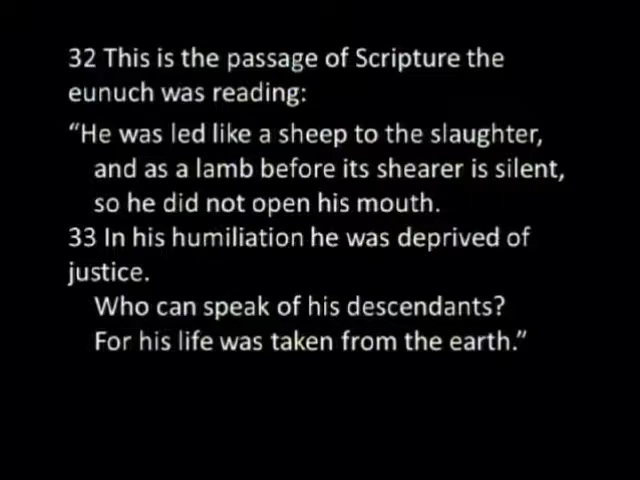 32 This is the passage of Scripture the
eunuch was reading:
“He was led like a sheep to the slaughter,
and as a lamb before its shearer is silent,
so he did not open his mouth.
33 In his humiliation he was deprived of
justice.
Who can speak of his descendants?
For his life was taken from the earth.”